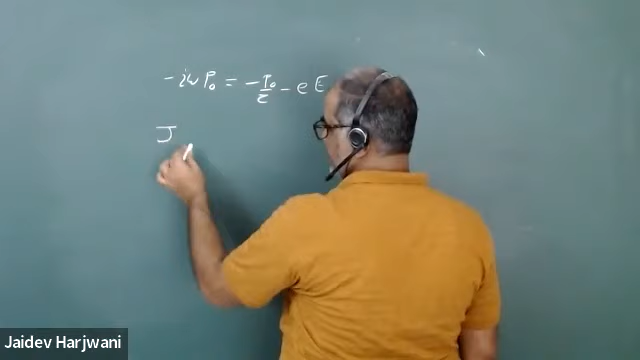 -iωP₀ = -P₀/τ - eE
J
Jaidev Harjwani